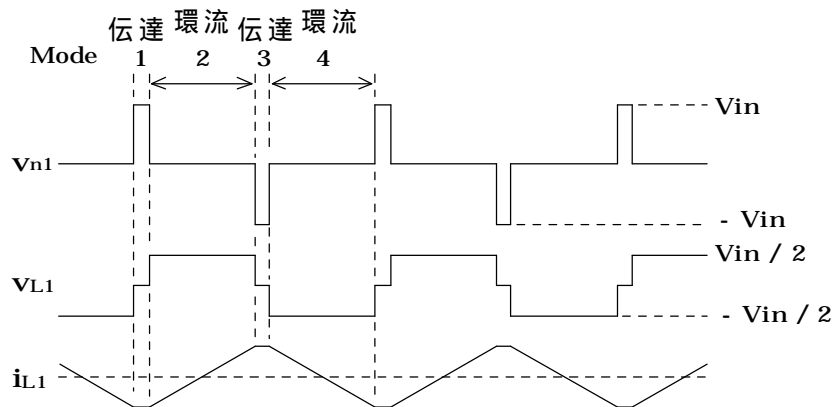 伝達 環流 伝達 環流
Mode 1 2 3 4
Vin
vn1
- Vin
Vin / 2
vL1
- Vin / 2
iL1